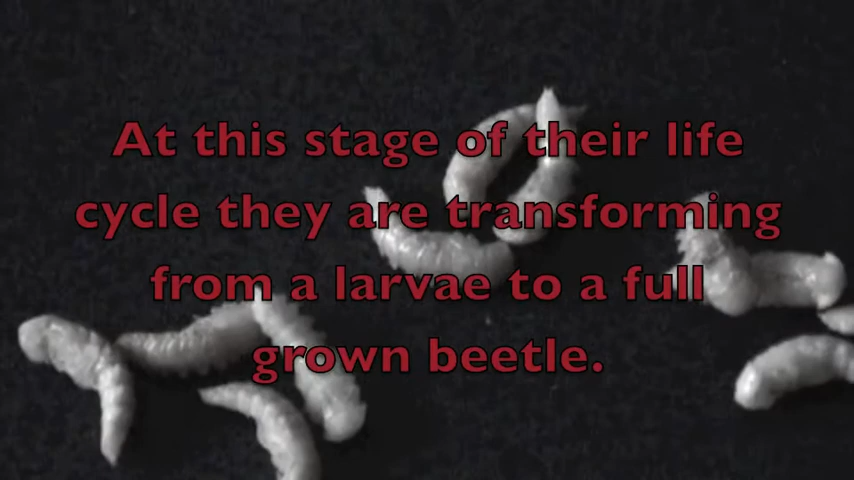 At this stage of their life
cycle they are transforming
from a larvae to a full
grown beetle.